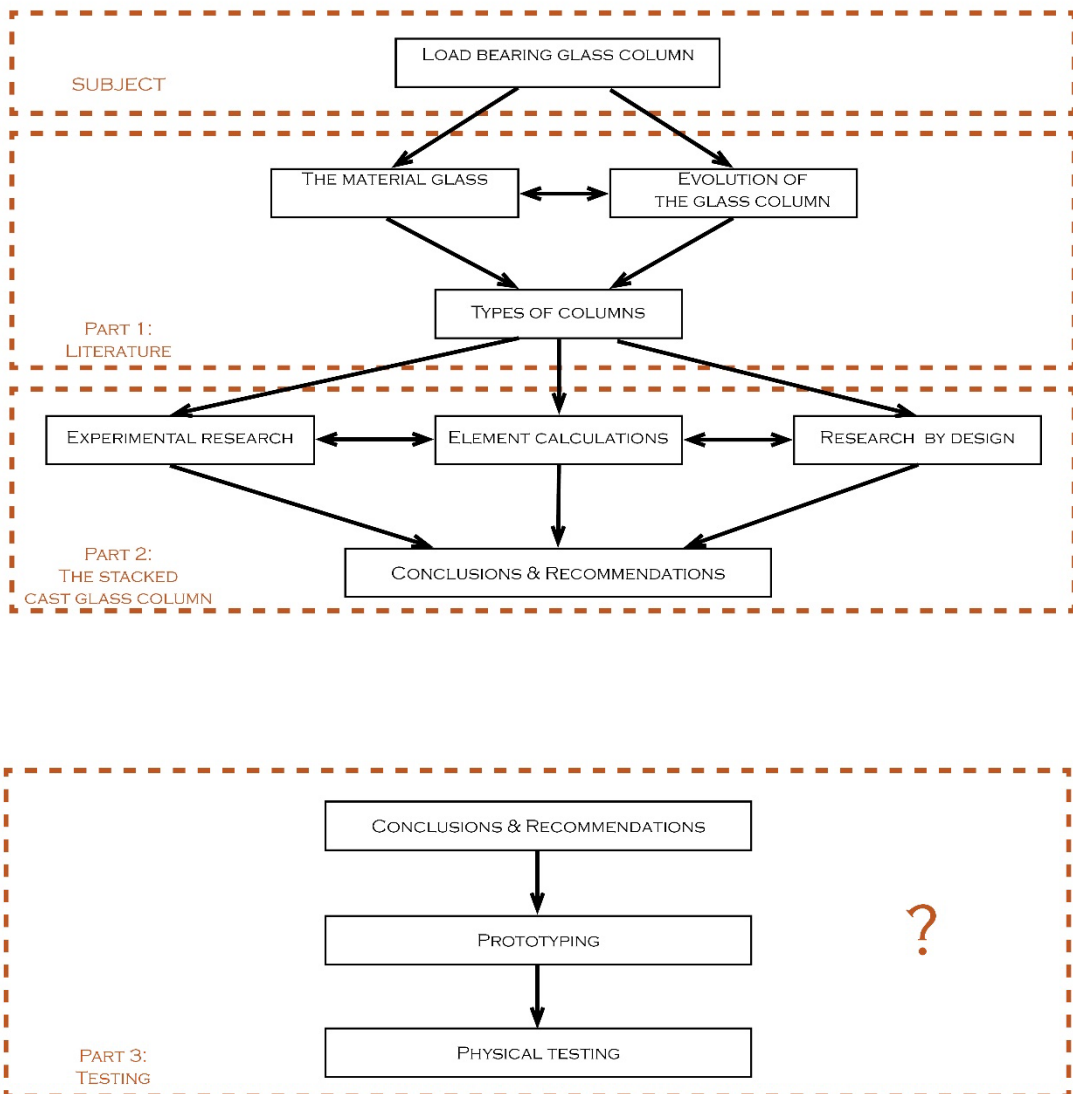 LOAD BEARING GLASS COLUMN
SUBJECT
THE MATERIAL GLASS
EVOLUTION OF
THE GLASS COLUMN
TYPES OF COLUMNS
PART 1:
LITERATURE
EXPERIMENTAL RESEARCH
ELEMENT CALCULATIONS
RESEARCH BY DESIGN
PART 2:
THE STACKED
CAST GLASS COLUMN
CONCLUSIONS & RECOMMENDATIONS
CONCLUSIONS & RECOMMENDATIONS
PROTOTYPING
?
PHYSICAL TESTING
PART 3:
TESTING